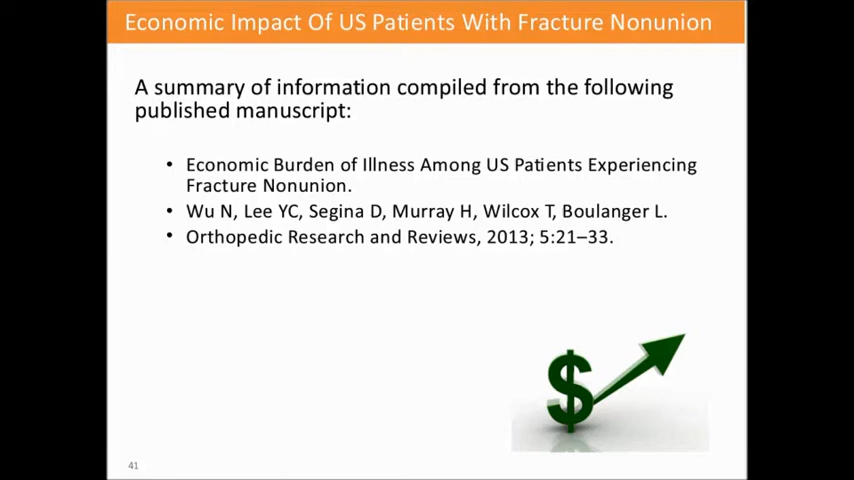 Economic Impact Of US Patients With Fracture Nonunion
A summary of information compiled from the following
published manuscript:
• Economic Burden of Illness Among US Patients Experiencing
Fracture Nonunion.
• Wu N, Lee YC, Segina D, Murray H, Wilcox T, Boulanger L.
• Orthopedic Research and Reviews, 2013; 5:21–33.
$
41